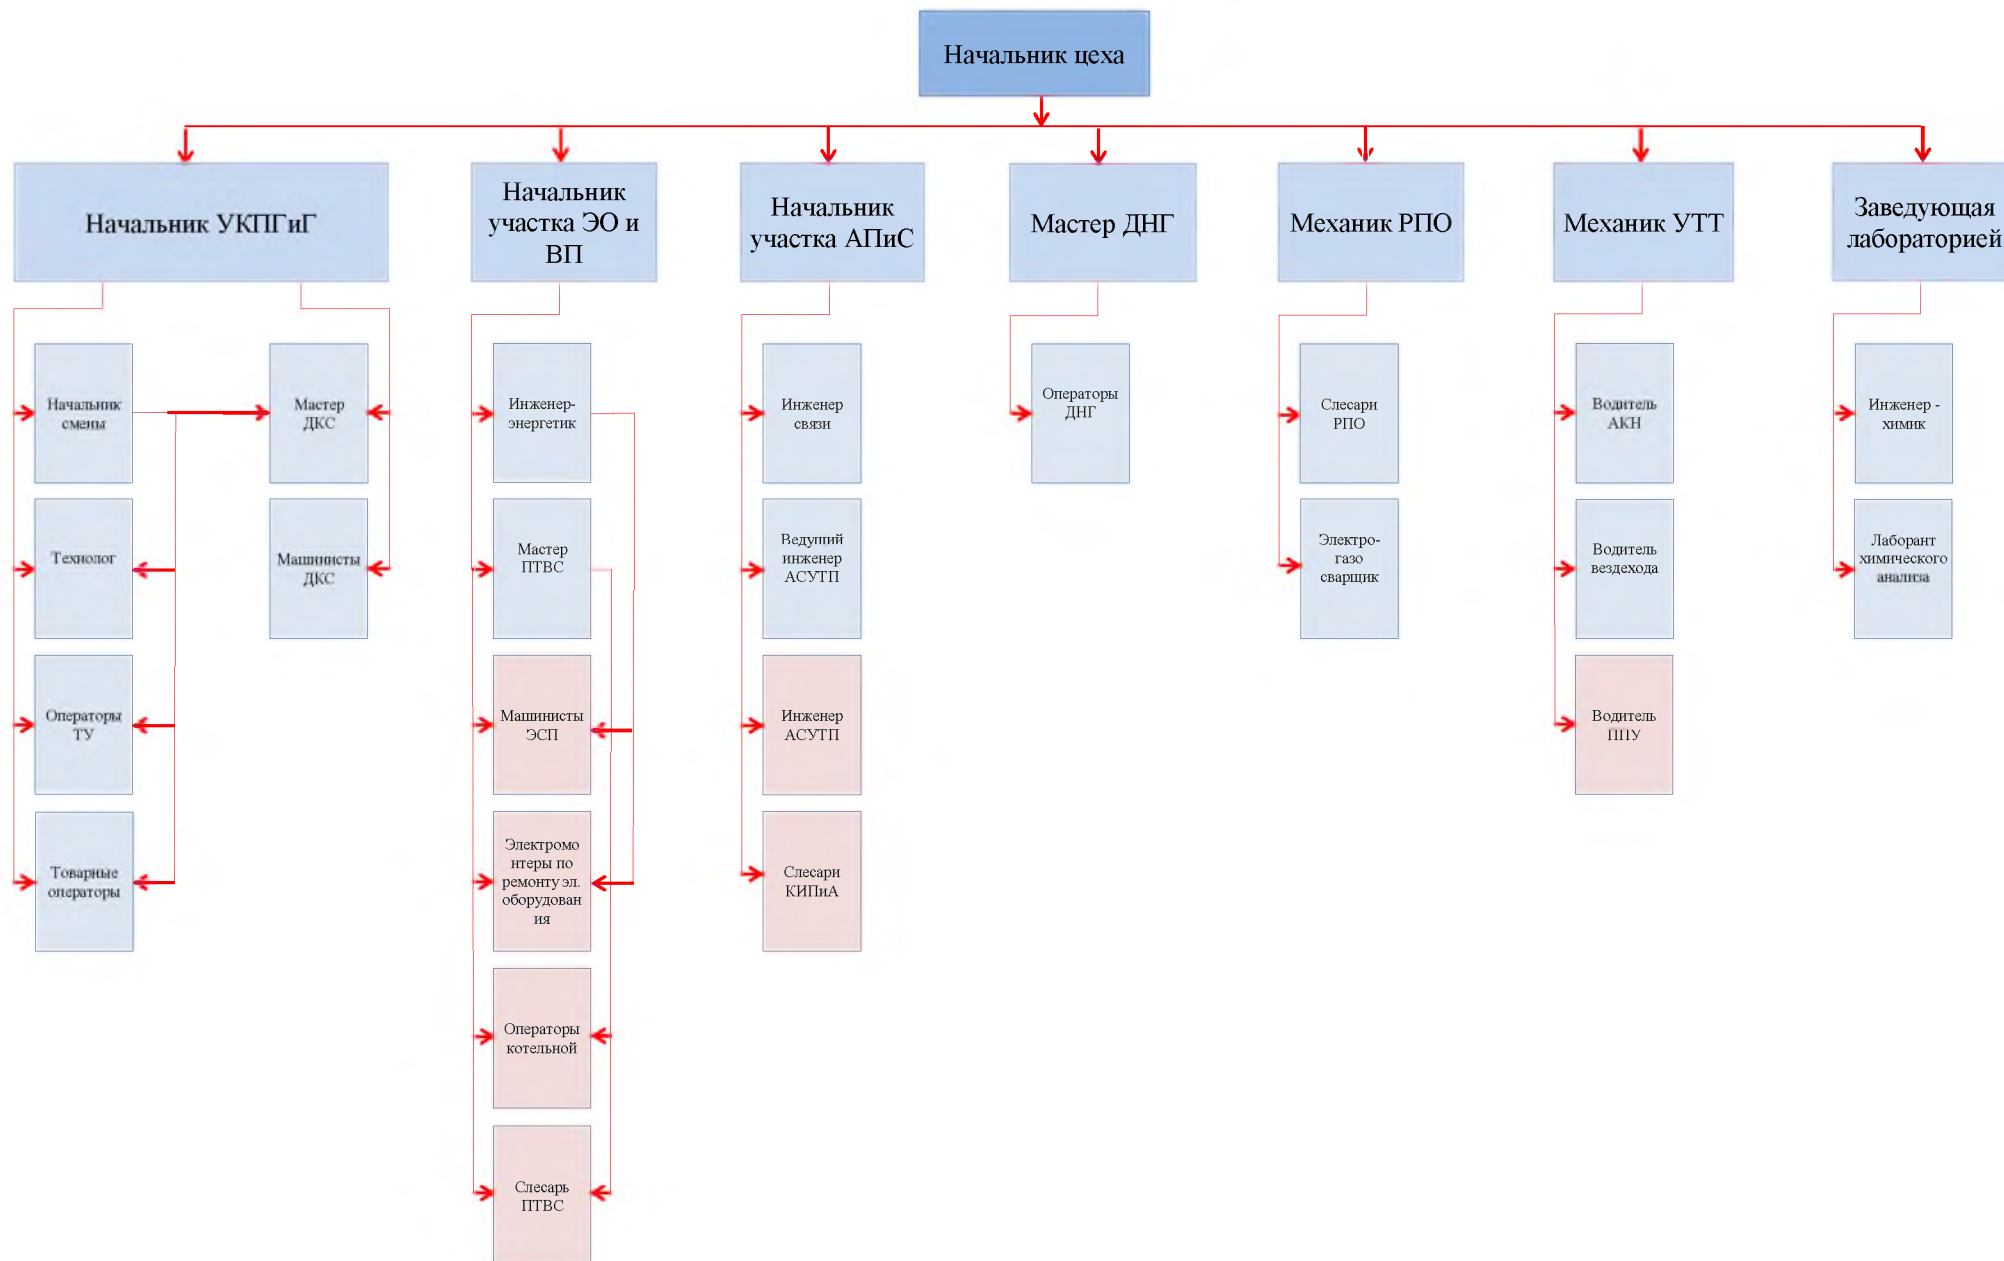 Начальник цеха
Начальник УКПГиГ
Начальник
участка ЭО и
ВП
Начальник
участка АПиС
Мастер ДНГ
Механик РПО
Механик УТТ
Заведующая
лабораторией
Начальник
смены
Технолог
Операторы
ТУ
Товарные
операторы
Мастер
ДКС
Машинисты
ДКС
Инженер-
энергетик
Мастер
ПТВС
Машинисты
ЭСП
Электромо
нтеры по
ремонту эл.
оборудован
ия
Операторы
котельной
Слесарь
ПТВС
Инженер
связи
Ведущий
инженер
АСУТП
Инженер
АСУТП
Слесари
КИПиА
Операторы
ДНГ
Слесари
РПО
Электро-
газо
сварщик
Водитель
АКН
Водитель
вездехода
Водитель
ППУ
Инженер -
химик
Лаборант
химического
анализа